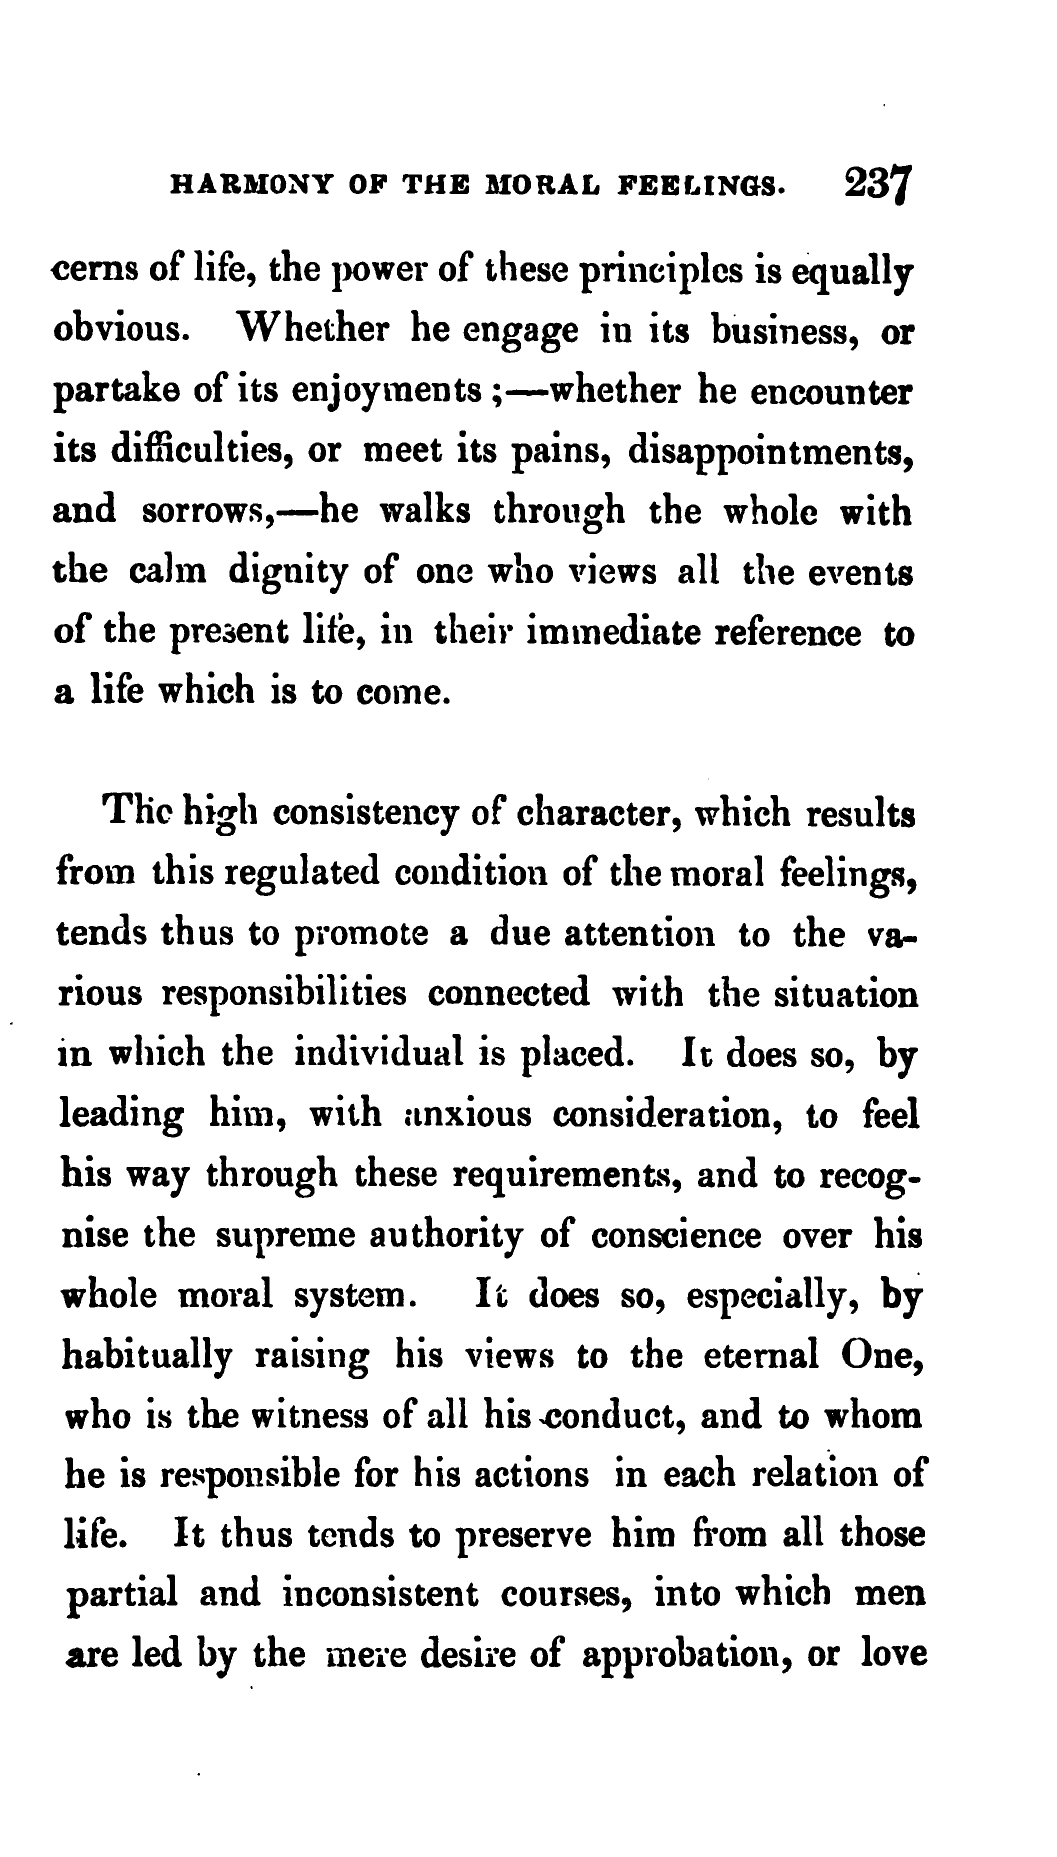 HARMONY OF THE MORAL FEELINGS. 237
cerns of life, the power of these principles is equally
obvious. Whether he engage in its business, or
partake of its enjoyments ;—whether he encounter
its difficulties, or meet its pains, disappointments,
and sorrows,—he walks through the whole with
the calm dignity of one who views all the events
of the present life, in their immediate reference to
a life which is to come.
The high consistency of character, which results
from this regulated condition of the moral feelings,
tends thus to promote a due attention to the va-
rious responsibilities connected with the situation
in which the individual is placed. It does so, by
leading him, with anxious consideration, to feel
his way through these requirements, and to recog-
nise the supreme authority of conscience over his
whole moral system. It does so, especially, by
habitually raising his views to the eternal One,
who is the witness of all his conduct, and to whom
he is responsible for his actions in each relation of
life. It thus tends to preserve him from all those
partial and inconsistent courses, into which men
are led by the mere desire of approbation, or love